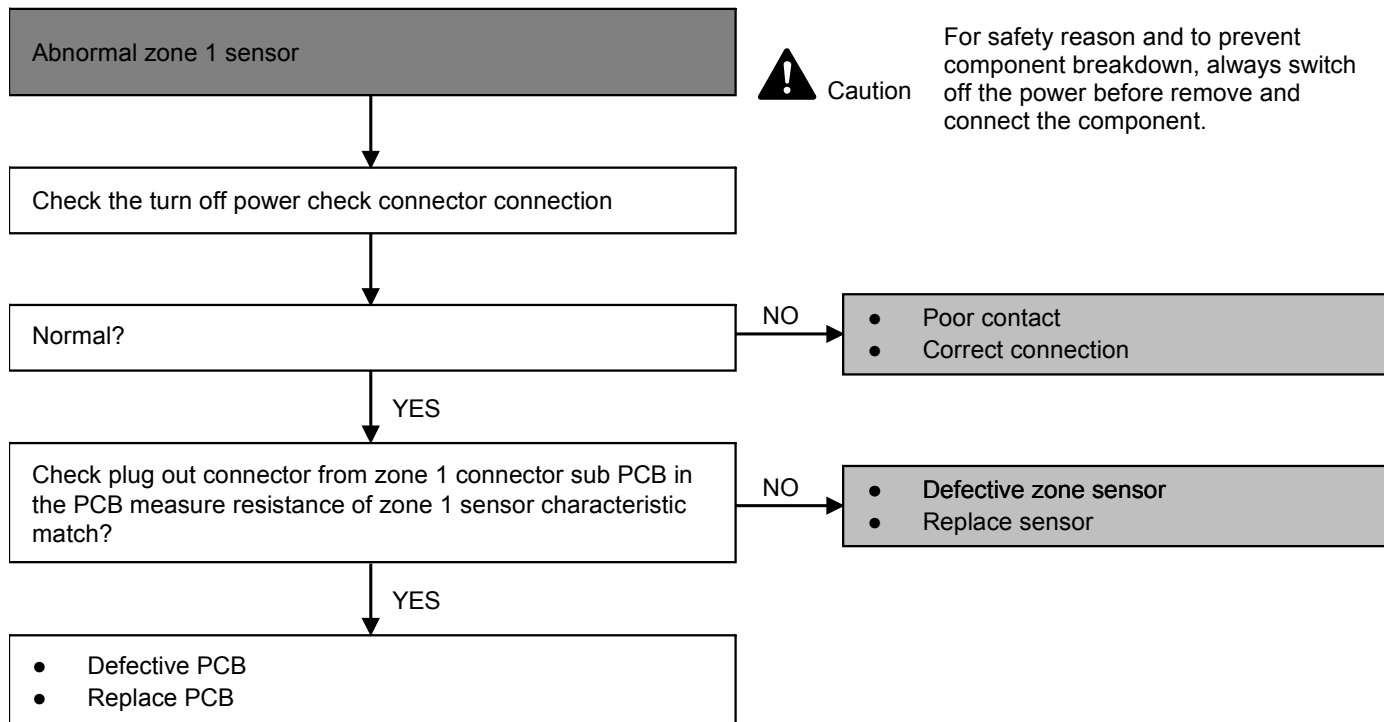 Abnormal zone 1 sensor
Caution
For safety reason and to prevent
component breakdown, always switch
off the power before remove and
connect the component.
Check the turn off power check connector connection
Normal?
NO
● Poor contact
● Correct connection
YES
Check plug out connector from zone 1 connector sub PCB in
the PCB measure resistance of zone 1 sensor characteristic
match?
NO
● Defective zone sensor
● Replace sensor
YES
● Defective PCB
● Replace PCB